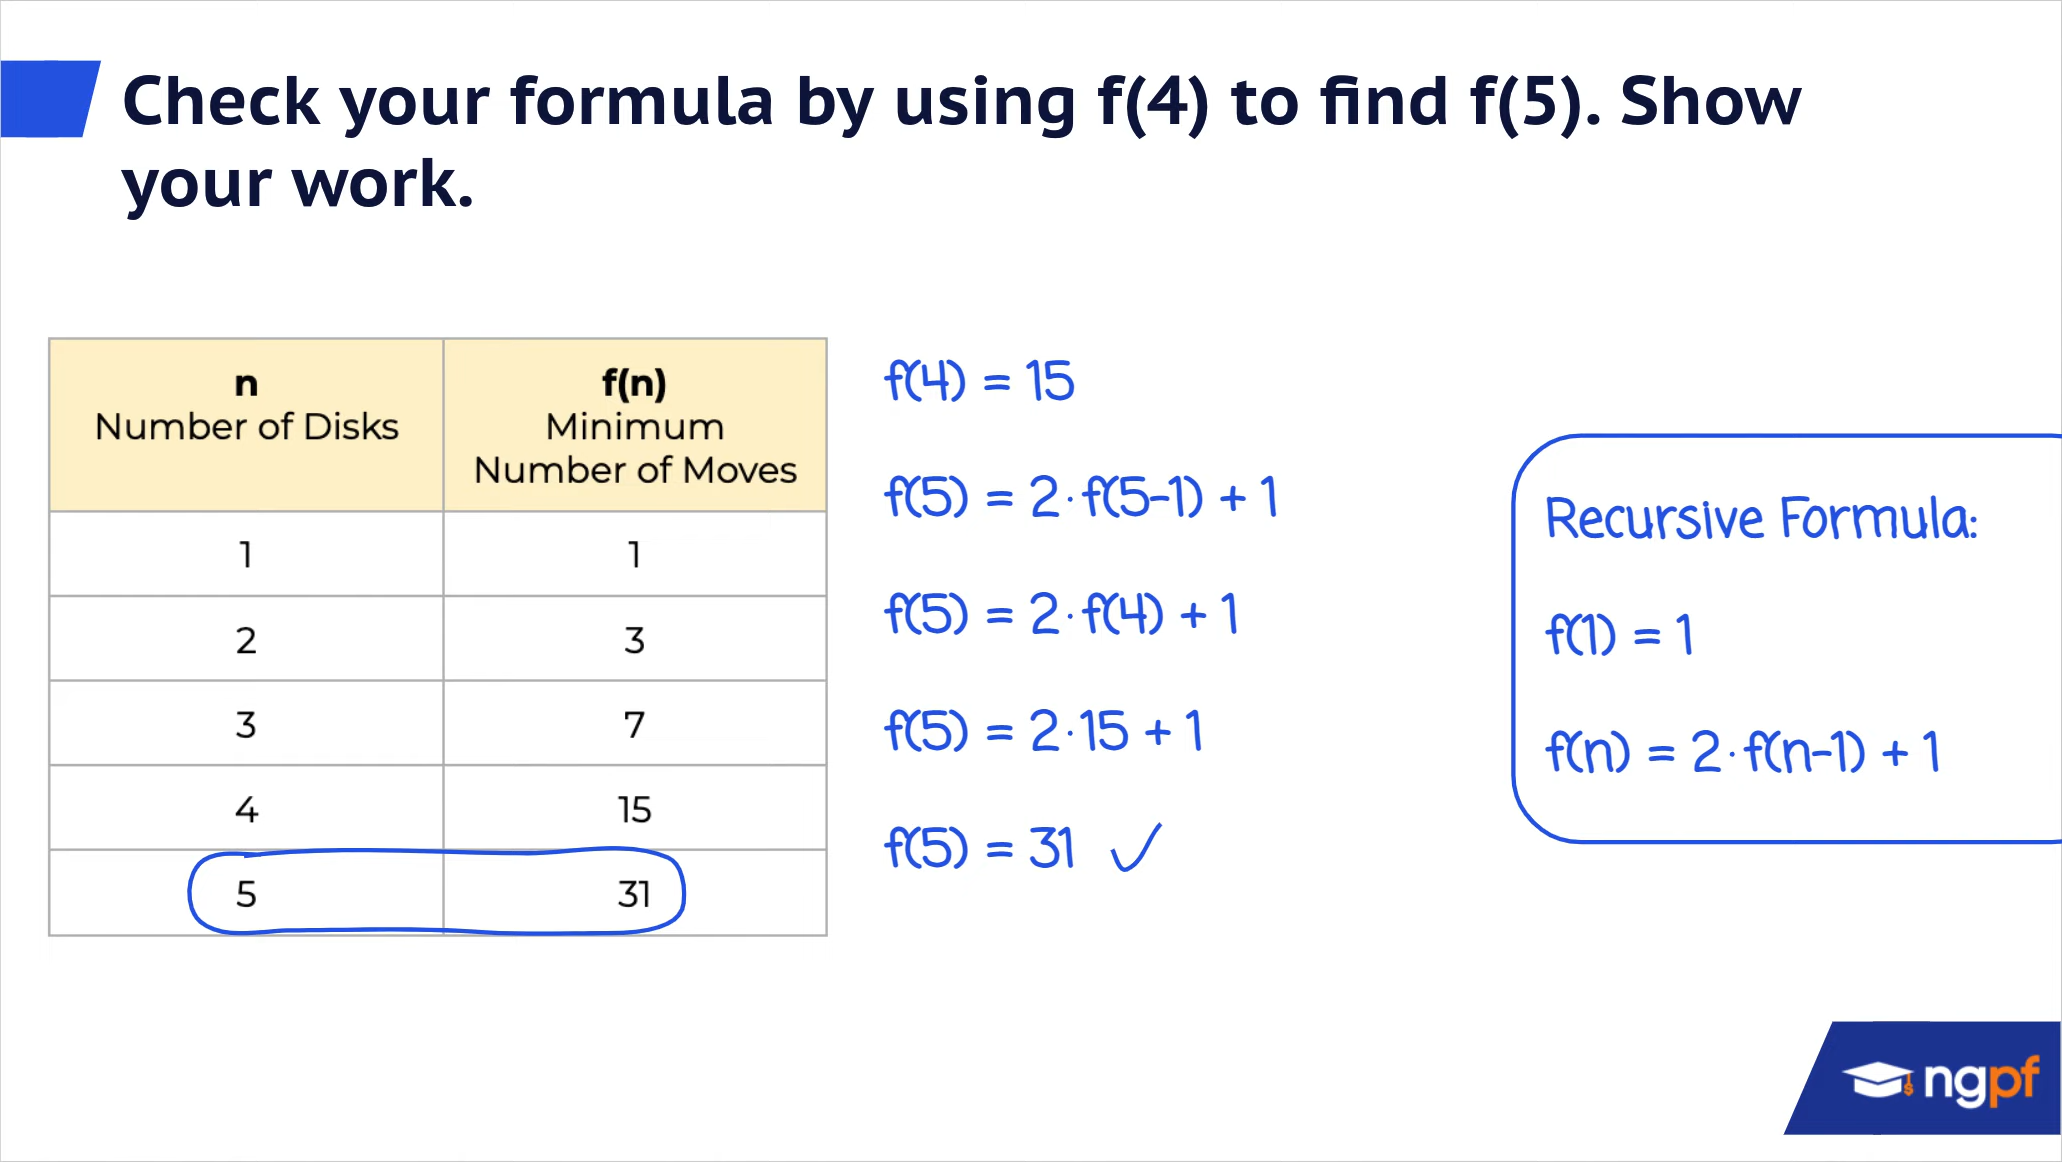 Check your formula by using f(4) to find f(5). Show
your work.
n
Number of Disks
f(n)
Minimum
Number of Moves
1 1
2 3
3 7
4 15
5 31
f(4) = 15
f(5) = 2·f(5-1) + 1
f(5) = 2·f(4) + 1
f(5) = 2·15 + 1
f(5) = 31 ✓
Recursive Formula:
f(1) = 1
f(n) = 2·f(n-1) + 1
ngpf